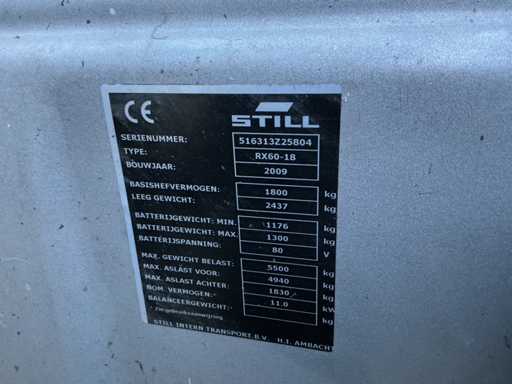 CE
STILL
SERIENUMMER: 516313Z25804
TYPE: RX60-18
BOUWJAAR: 2009
BASISHEFVERMOGEN: 1800 kg
LEEG GEWICHT: 2437 kg
BATTERIJGEWICHT: MIN. 1176 kg
BATTERIJGEWICHT: MAX. 1300 kg
BATTERIJSPANNING: 80 V
MAX. GEWICHT BELAST: 5500 kg
MAX. ASLAST VOOR: 4940 kg
MAX. ASLAST ACHTER: 1830 kg
NOM. VERMOGEN: 11.0 kW
BALANCEERGEWICHT: kg
STILL INTERN TRANSPORT B.V. H.I. AMBACHT